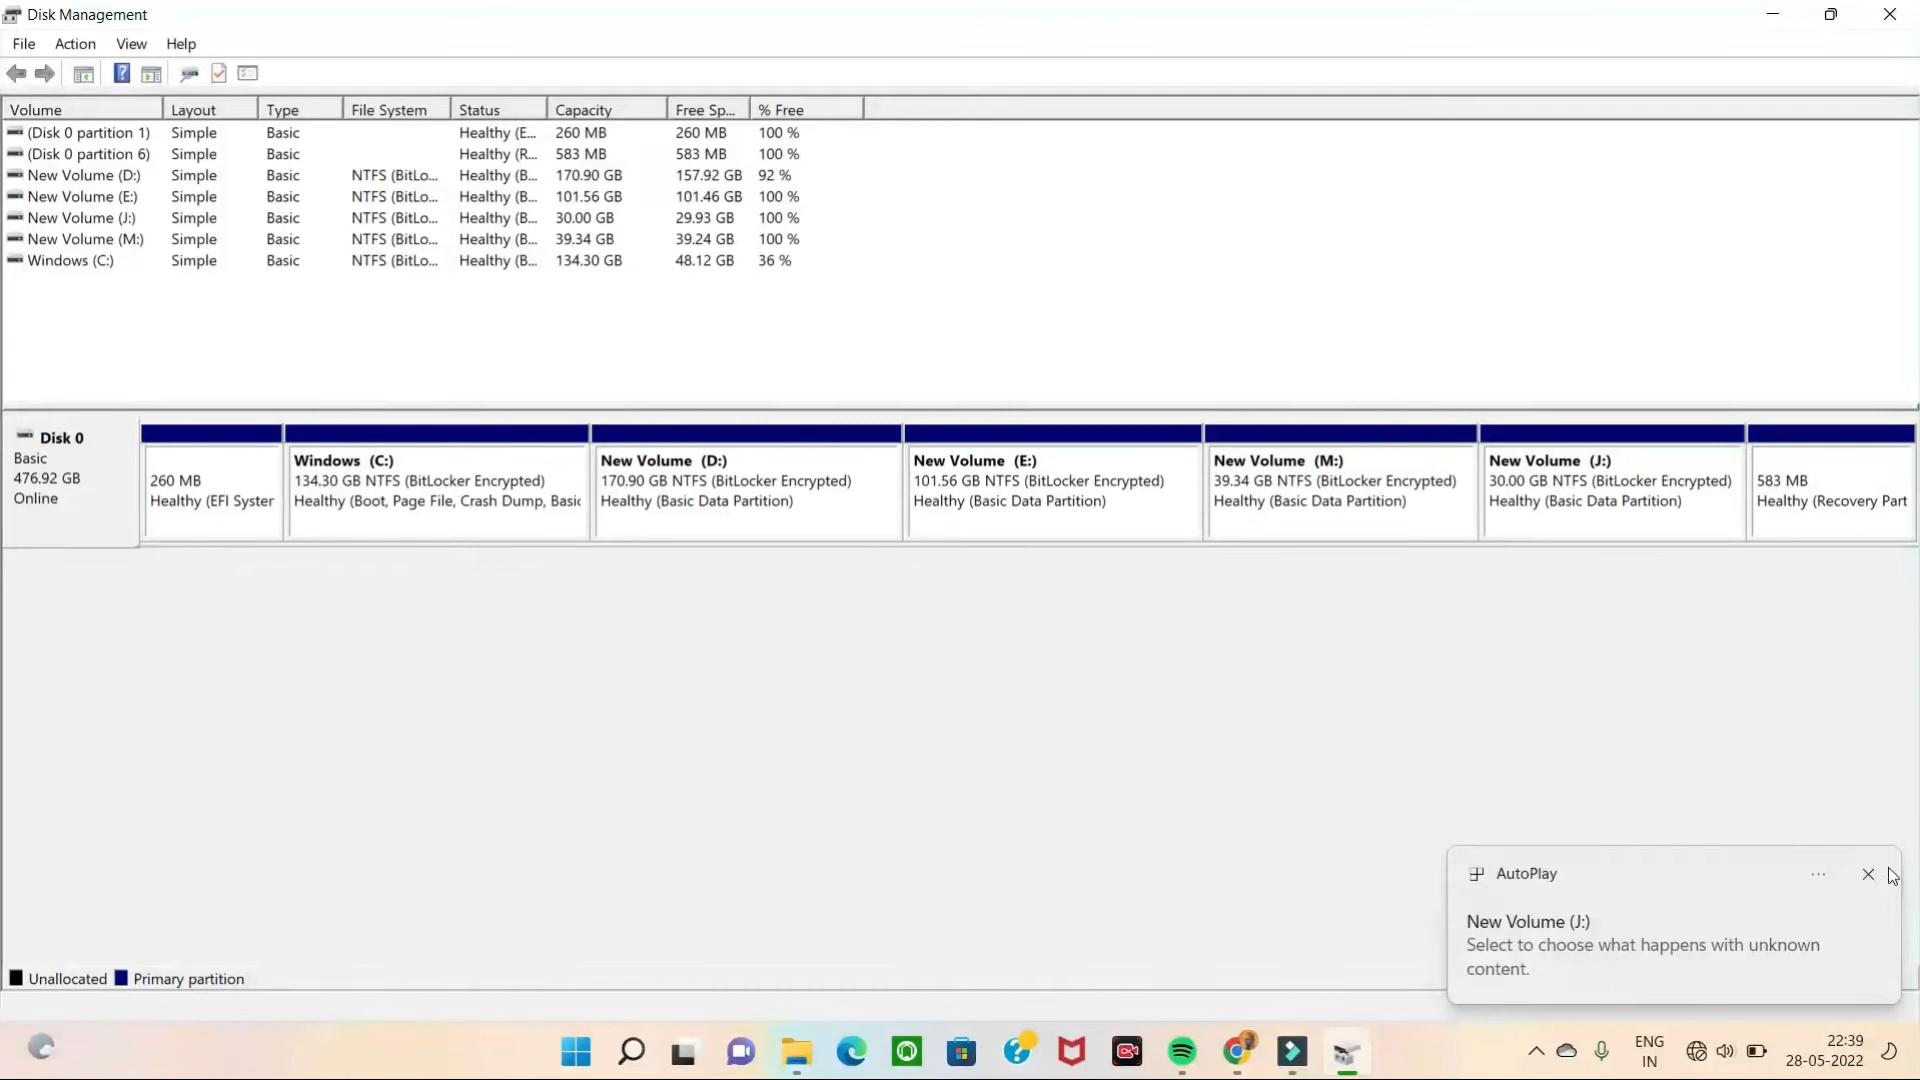 Disk Management
File Action View Help
Volume Layout Type File System Status Capacity Free Sp... % Free
(Disk 0 partition 1) Simple Basic Healthy (E... 260 MB 260 MB 100 %
(Disk 0 partition 6) Simple Basic Healthy (R... 583 MB 583 MB 100 %
New Volume (D:) Simple Basic NTFS (BitLo... Healthy (B... 170.90 GB 157.92 GB 92 %
New Volume (E:) Simple Basic NTFS (BitLo... Healthy (B... 101.56 GB 101.46 GB 100 %
New Volume (J:) Simple Basic NTFS (BitLo... Healthy (B... 30.00 GB 29.93 GB 100 %
New Volume (M:) Simple Basic NTFS (BitLo... Healthy (B... 39.34 GB 39.24 GB 100 %
Windows (C:) Simple Basic NTFS (BitLo... Healthy (B... 134.30 GB 48.12 GB 36 %
Disk 0
Basic
476.92 GB
Online
260 MB
Healthy (EFI Syster
Windows (C:)
134.30 GB NTFS (BitLocker Encrypted)
Healthy (Boot, Page File, Crash Dump, Basic
New Volume (D:)
170.90 GB NTFS (BitLocker Encrypted)
Healthy (Basic Data Partition)
New Volume (E:)
101.56 GB NTFS (BitLocker Encrypted)
Healthy (Basic Data Partition)
New Volume (M:)
39.34 GB NTFS (BitLocker Encrypted)
Healthy (Basic Data Partition)
New Volume (J:)
30.00 GB NTFS (BitLocker Encrypted)
Healthy (Basic Data Partition)
583 MB
Healthy (Recovery Part
AutoPlay
New Volume (J:)
Select to choose what happens with unknown
content.
Unallocated Primary partition
ENG
IN
22:39
28-05-2022